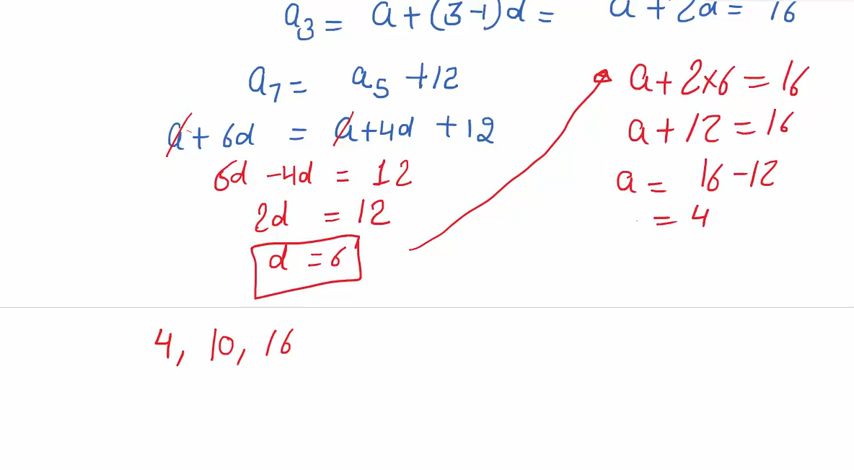 a₃ = a + (3-1)d = a + 2d = 16
a₇ = a₅ + 12
a + 6d = a + 4d + 12
6d - 4d = 12
2d = 12
d = 6
a + 2×6 = 16
a + 12 = 16
a = 16 - 12
= 4
4, 10, 16